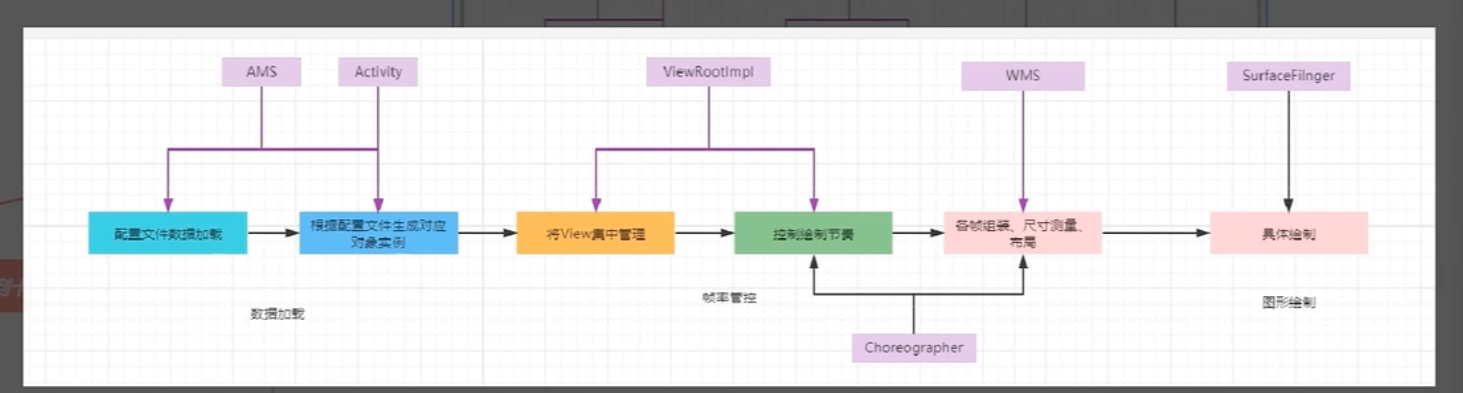 AMS
Activity
ViewRootImpl
WMS
SurfaceFilnger
配置文件数据加载
根据配置文件生成对应
对象实例
将View集中管理
控制绘制节奏
各帧组装、尺寸测量、
布局
具体绘制
数据加载
帧率管控
图形绘制
Choreographer